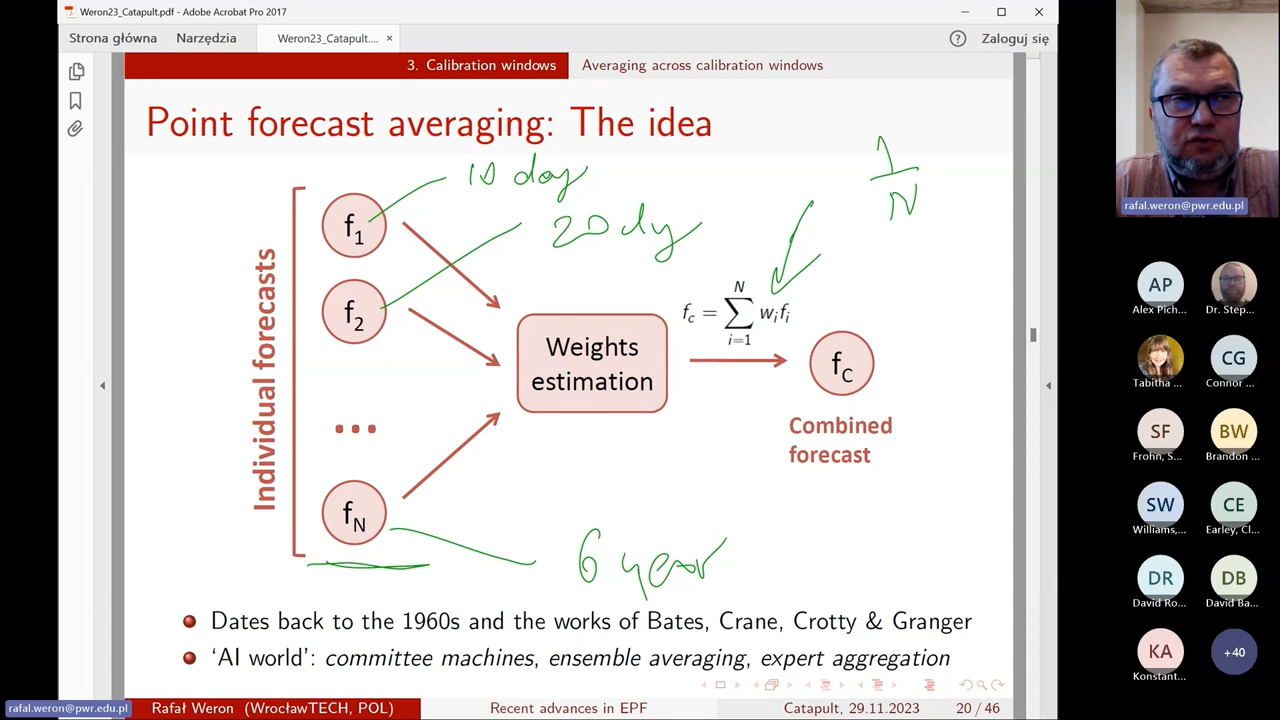 Weron23_Catapult.pdf - Adobe Acrobat Pro 2017
Strona główna
Narzędzia
Weron23_Catapult....
Zaloguj się
3. Calibration windows
Averaging across calibration windows
Point forecast averaging: The idea
10 day
20 dy
1
N
Individual forecasts
f1
f2
...
fN
Weights
estimation
fc = ∑ N i=1 wifi
fC
Combined
forecast
6 year
Dates back to the 1960s and the works of Bates, Crane, Crotty & Granger
'AI world': committee machines, ensemble averaging, expert aggregation
Rafał Weron (WrocławTECH, POL)
Recent advances in EPF
Catapult, 29.11.2023
20 / 46
rafal.weron@pwr.edu.pl
rafal.weron@pwr.edu.pl
AP
Alex Pich...
Dr. Step...
Tabitha ...
CG
Connor ...
SF
Frohn, S...
BW
Brandon ...
SW
Williams,...
CE
Earley, Cl...
DR
David Ro...
DB
David Ba...
KA
Konstant...
+40